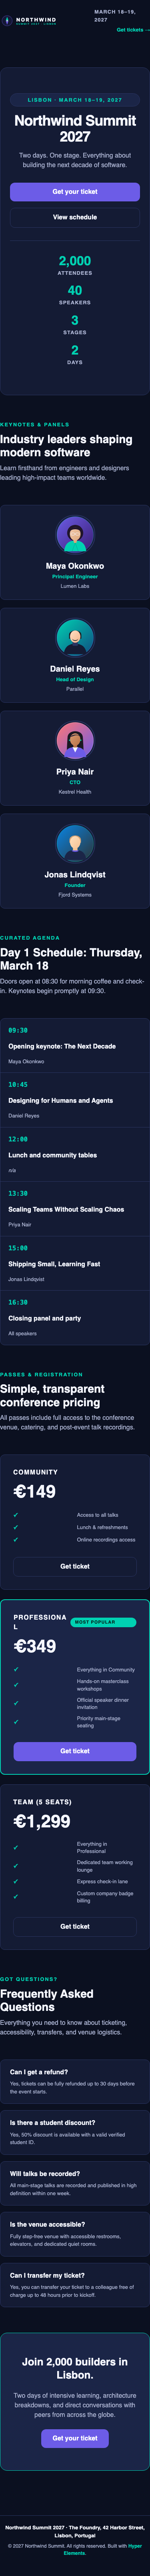 NORTHWIND
SUMMIT 2027 · LISBON
MARCH 18–19,
2027
Get tickets →
LISBON · MARCH 18–19, 2027
Northwind Summit
2027
Two days. One stage. Everything about
building the next decade of software.
Get your ticket
View schedule
2,000
ATTENDEES
40
SPEAKERS
3
STAGES
2
DAYS
KEYNOTES & PANELS
Industry leaders shaping
modern software
Learn firsthand from engineers and designers
leading high-impact teams worldwide.
Maya Okonkwo
Principal Engineer
Lumen Labs
Daniel Reyes
Head of Design
Parallel
Priya Nair
CTO
Kestrel Health
Jonas Lindqvist
Founder
Fjord Systems
CURATED AGENDA
Day 1 Schedule: Thursday,
March 18
Doors open at 08:30 for morning coffee and check-
in. Keynotes begin promptly at 09:30.
09:30
Opening keynote: The Next Decade
Maya Okonkwo
10:45
Designing for Humans and Agents
Daniel Reyes
12:00
Lunch and community tables
n/a
13:30
Scaling Teams Without Scaling Chaos
Priya Nair
15:00
Shipping Small, Learning Fast
Jonas Lindqvist
16:30
Closing panel and party
All speakers
PASSES & REGISTRATION
Simple, transparent
conference pricing
All passes include full access to the conference
venue, catering, and post-event talk recordings.
COMMUNITY
€149
✓ Access to all talks
✓ Lunch & refreshments
✓ Online recordings access
Get ticket
PROFESSIONA
L
MOST POPULAR
€349
✓ Everything in Community
✓ Hands-on masterclass
workshops
✓ Official speaker dinner
invitation
✓ Priority main-stage
seating
Get ticket
TEAM (5 SEATS)
€1,299
✓ Everything in
Professional
✓ Dedicated team working
lounge
✓ Express check-in lane
✓ Custom company badge
billing
Get ticket
GOT QUESTIONS?
Frequently Asked
Questions
Everything you need to know about ticketing,
accessibility, transfers, and venue logistics.
Can I get a refund?
Yes, tickets can be fully refunded up to 30 days before
the event starts.
Is there a student discount?
Yes, 50% discount is available with a valid verified
student ID.
Will talks be recorded?
All main-stage talks are recorded and published in high
definition within one week.
Is the venue accessible?
Fully step-free venue with accessible restrooms,
elevators, and dedicated quiet rooms.
Can I transfer my ticket?
Yes, you can transfer your ticket to a colleague free of
charge up to 48 hours prior to kickoff.
Join 2,000 builders in
Lisbon.
Two days of intensive learning, architecture
breakdowns, and direct conversations with
peers from across the globe.
Get your ticket
Northwind Summit 2027 · The Foundry, 42 Harbor Street,
Lisbon, Portugal
© 2027 Northwind Summit. All rights reserved. Built with Hyper
Elements.